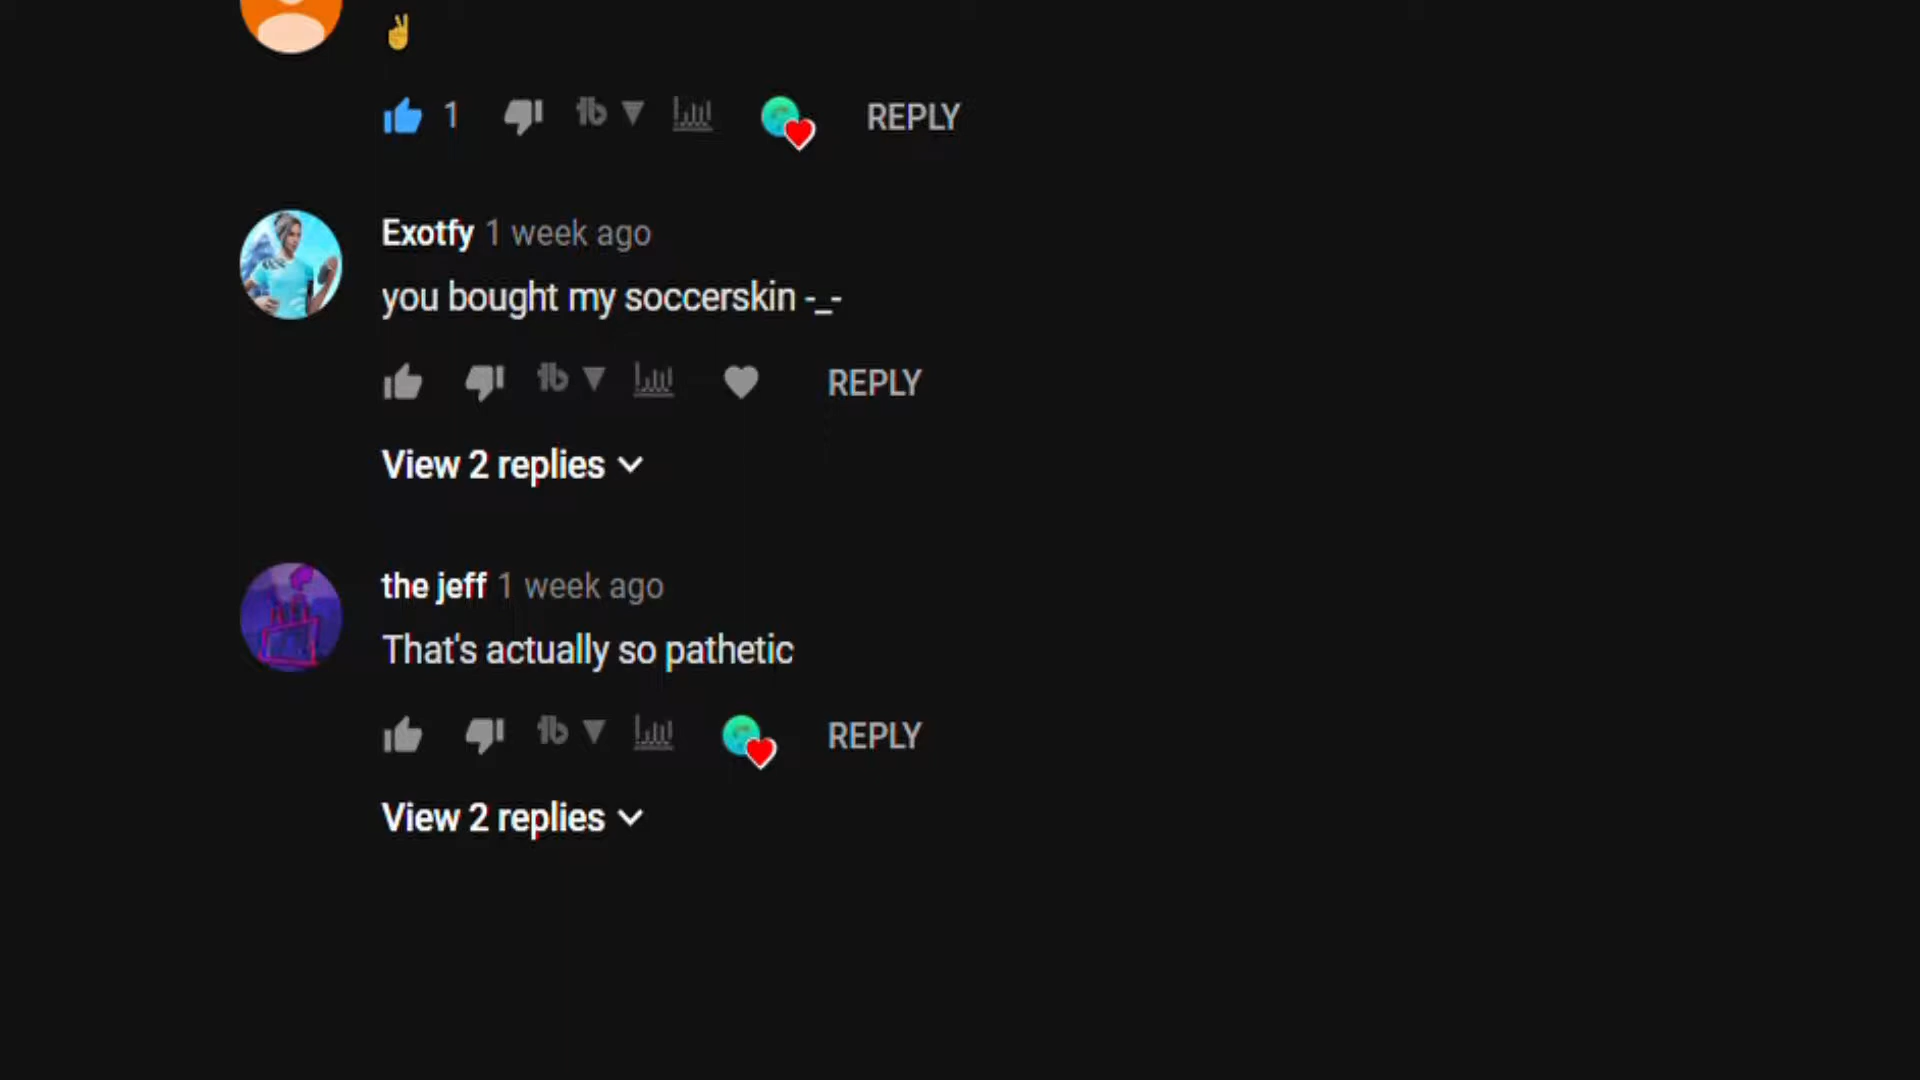 ✌
1 REPLY
Exotfy 1 week ago
you bought my soccerskin -_-
REPLY
View 2 replies
the jeff 1 week ago
That's actually so pathetic
REPLY
View 2 replies